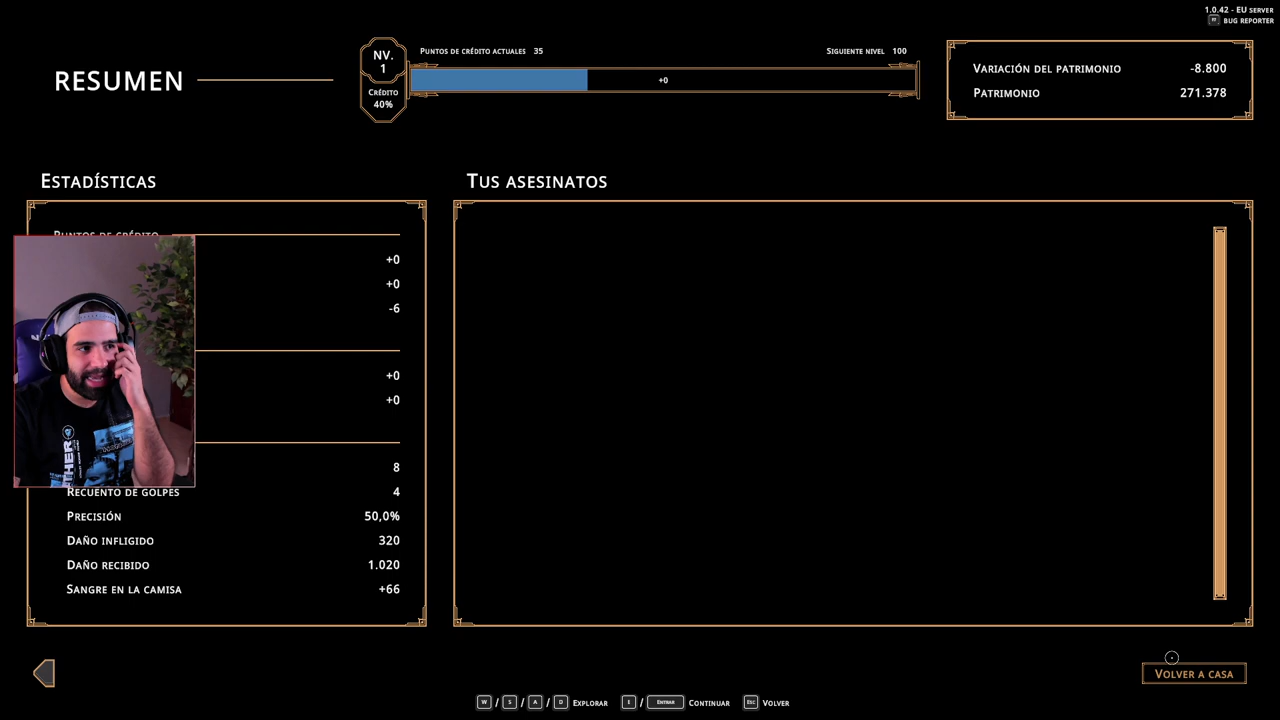 1.0.42 - EU SERVER
BUG REPORTER
RESUMEN
NV. 1
CRÉDITO 40%
PUNTOS DE CRÉDITO ACTUALES 35
SIGUIENTE NIVEL 100
+0
VARIACIÓN DEL PATRIMONIO -8.800
PATRIMONIO 271.378
ESTADÍSTICAS
TUS ASESINATOS
PUNTOS DE CRÉDITO
+0
+0
-6
+0
+0
8
RECUENTO DE GOLPES 4
PRECISIÓN 50,0%
DAÑO INFLIGIDO 320
DAÑO RECIBIDO 1.020
SANGRE EN LA CAMISA +66
VOLVER A CASA
W / S / A / D EXPLORAR E / ENTRAR CONTINUAR ESC VOLVER